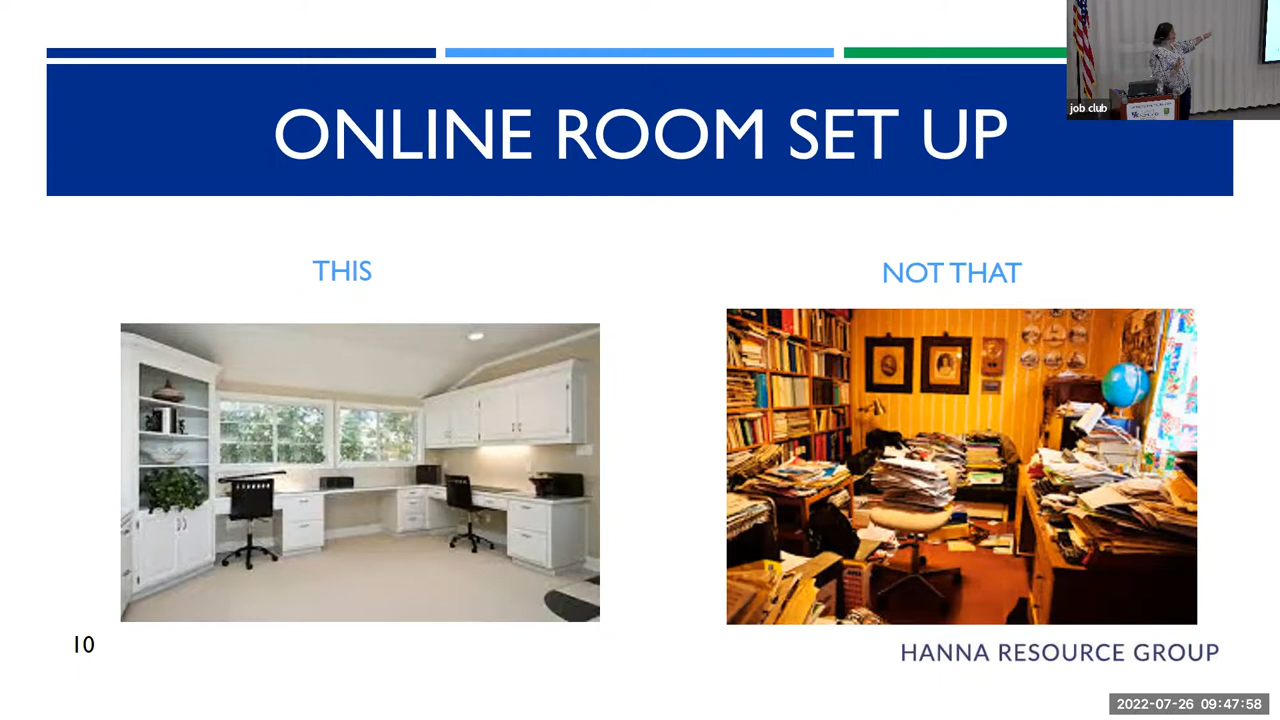 ONLINE ROOM SET UP
job club
THIS
NOT THAT
10
HANNA RESOURCE GROUP
2022-07-26 09:47:58